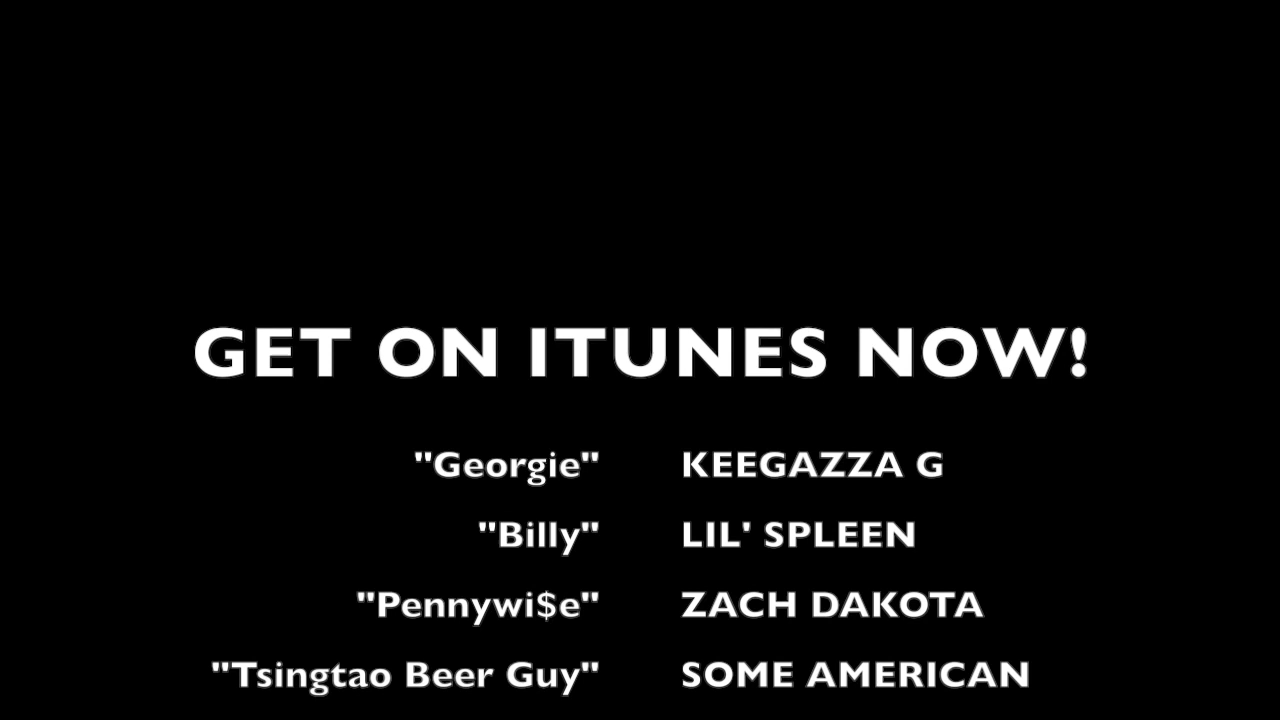 GET ON ITUNES NOW!
"Georgie" KEEGAZZA G
"Billy" LIL' SPLEEN
"Pennywi$e" ZACH DAKOTA
"Tsingtao Beer Guy" SOME AMERICAN